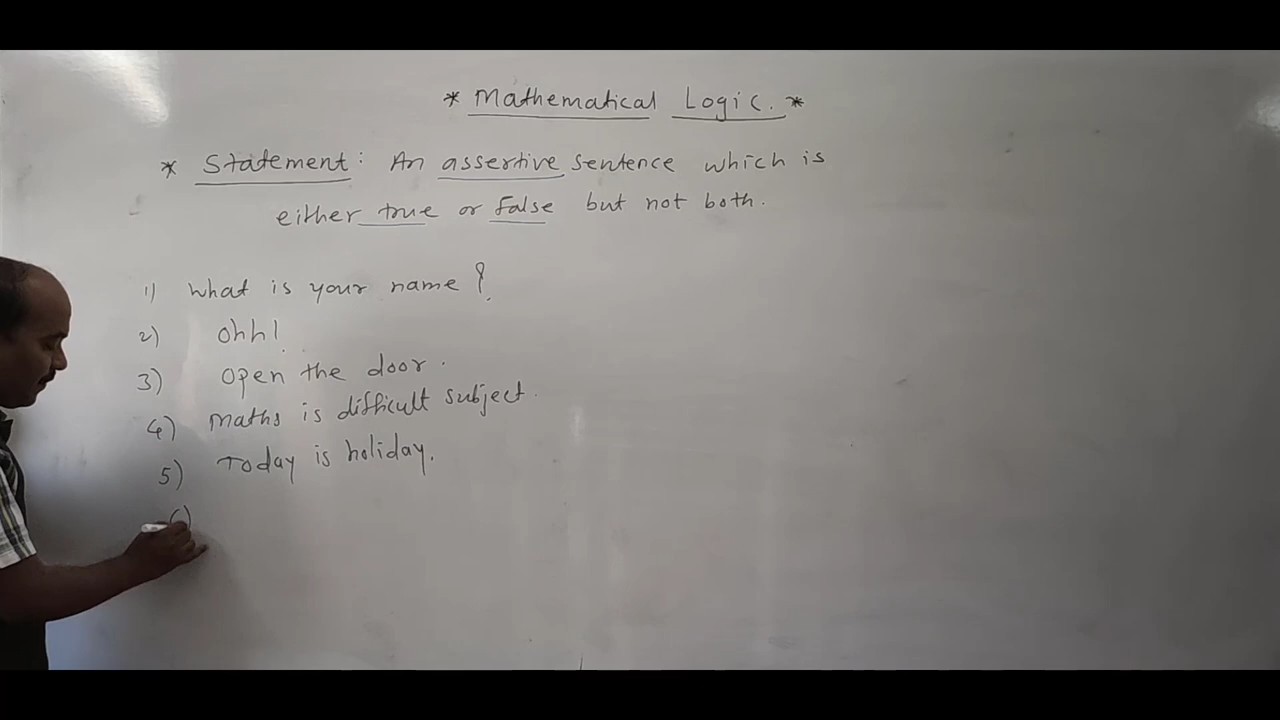 * Mathematical Logic. *
* Statement: An assertive sentence which is
either true or false but not both.
1) What is your name ?
2) Ohh!
3) Open the door.
4) Maths is difficult subject.
5) Today is holiday.
6)